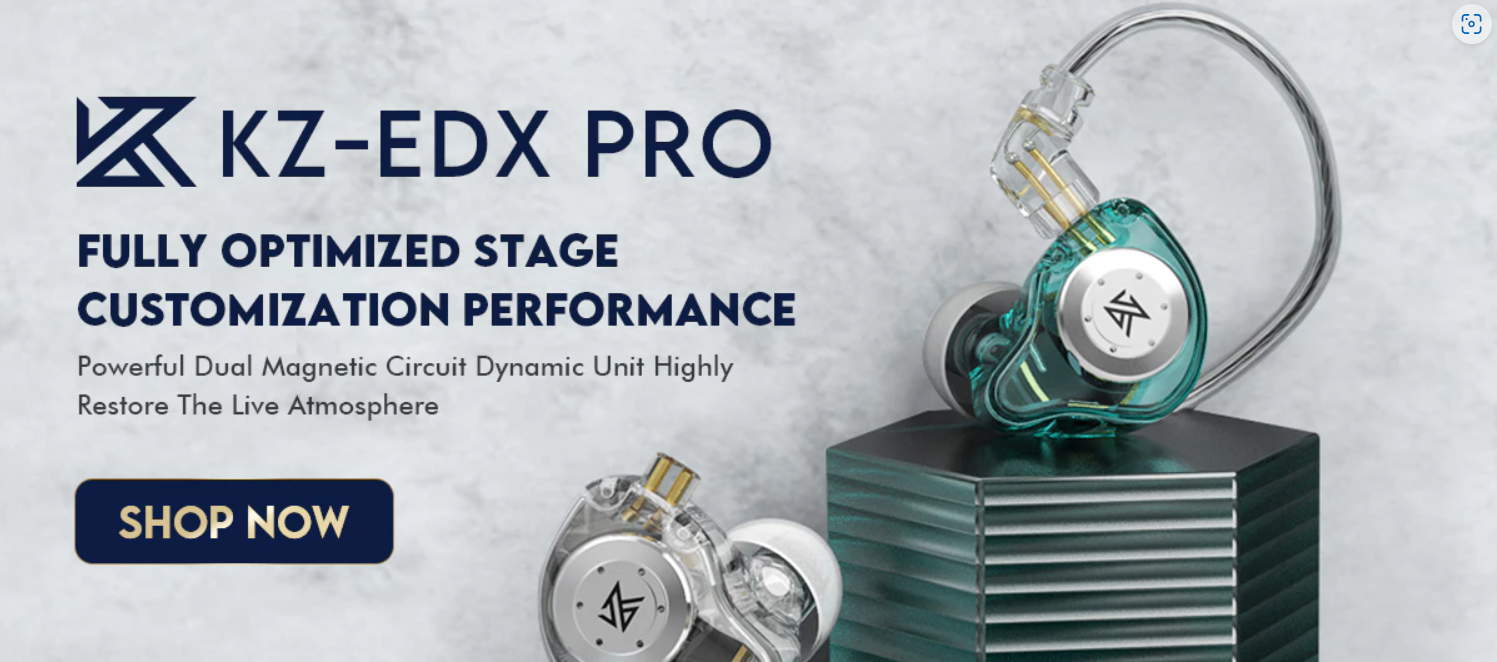 KZ-EDX PRO
FULLY OPTIMIZED STAGE
CUSTOMIZATION PERFORMANCE
Powerful Dual Magnetic Circuit Dynamic Unit Highly
Restore The Live Atmosphere
SHOP NOW